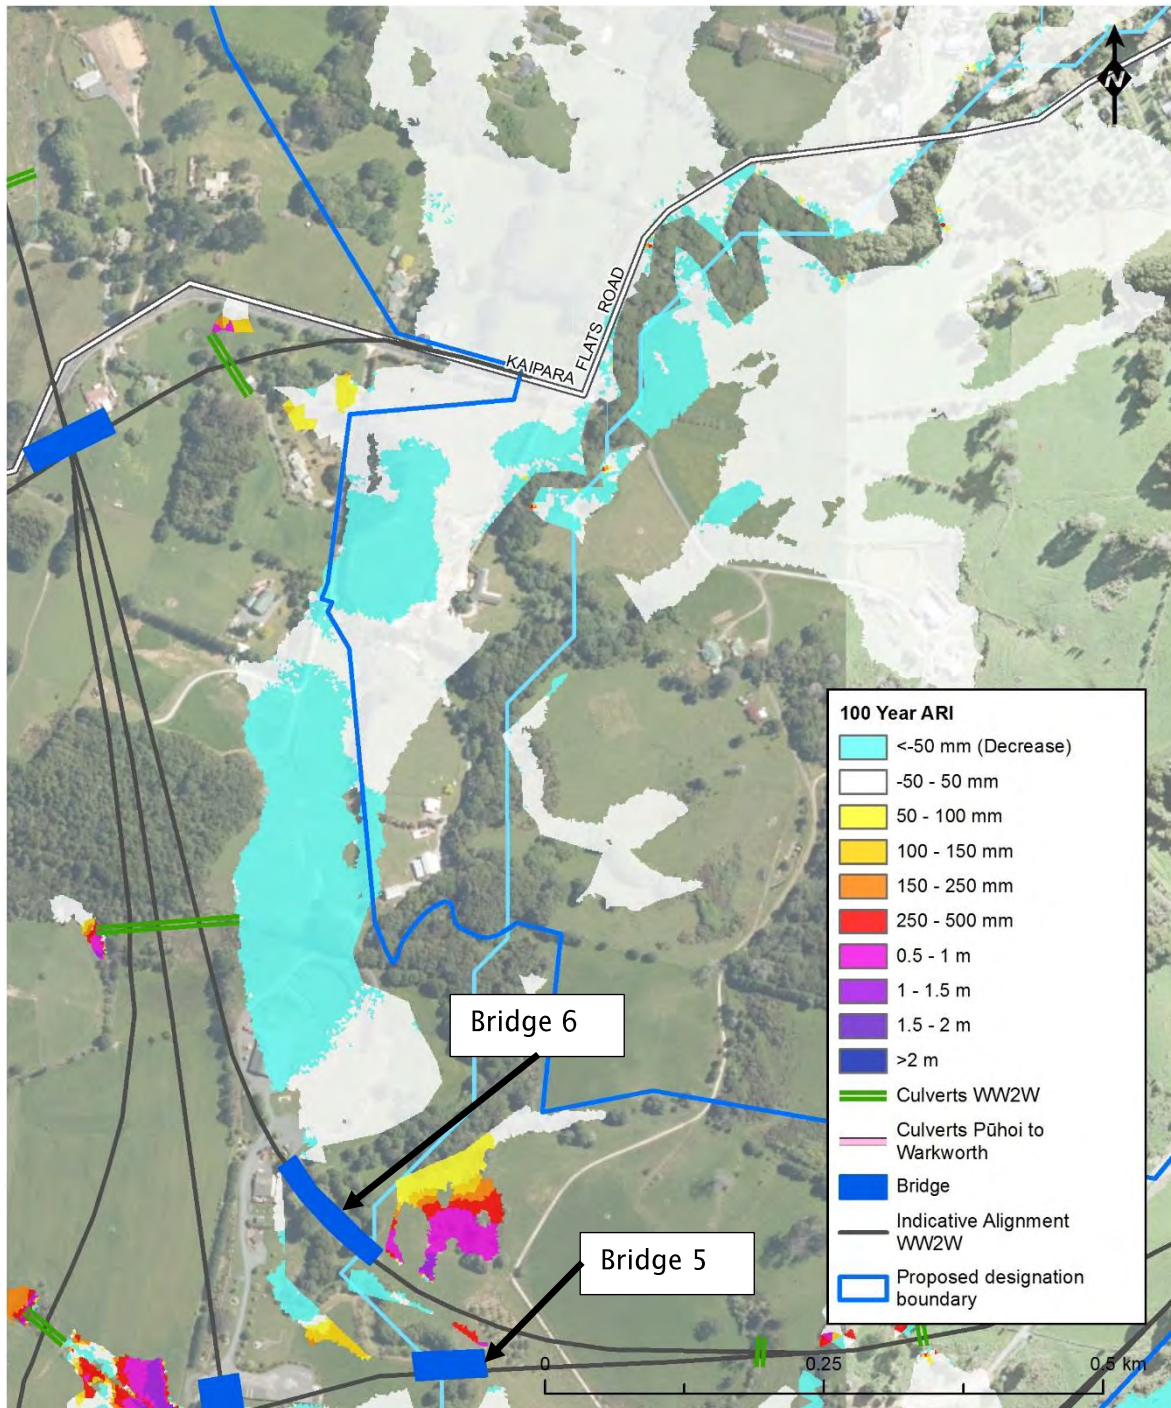 N
KAIPARA FLATS ROAD
Bridge 6
Bridge 5
100 Year ARI
<-50 mm (Decrease)
-50 - 50 mm
50 - 100 mm
100 - 150 mm
150 - 250 mm
250 - 500 mm
0.5 - 1 m
1 - 1.5 m
1.5 - 2 m
>2 m
Culverts WW2W
Culverts Pūhoi to
Warkworth
Bridge
Indicative Alignment
WW2W
Proposed designation
boundary
0 0.25 0.5 km